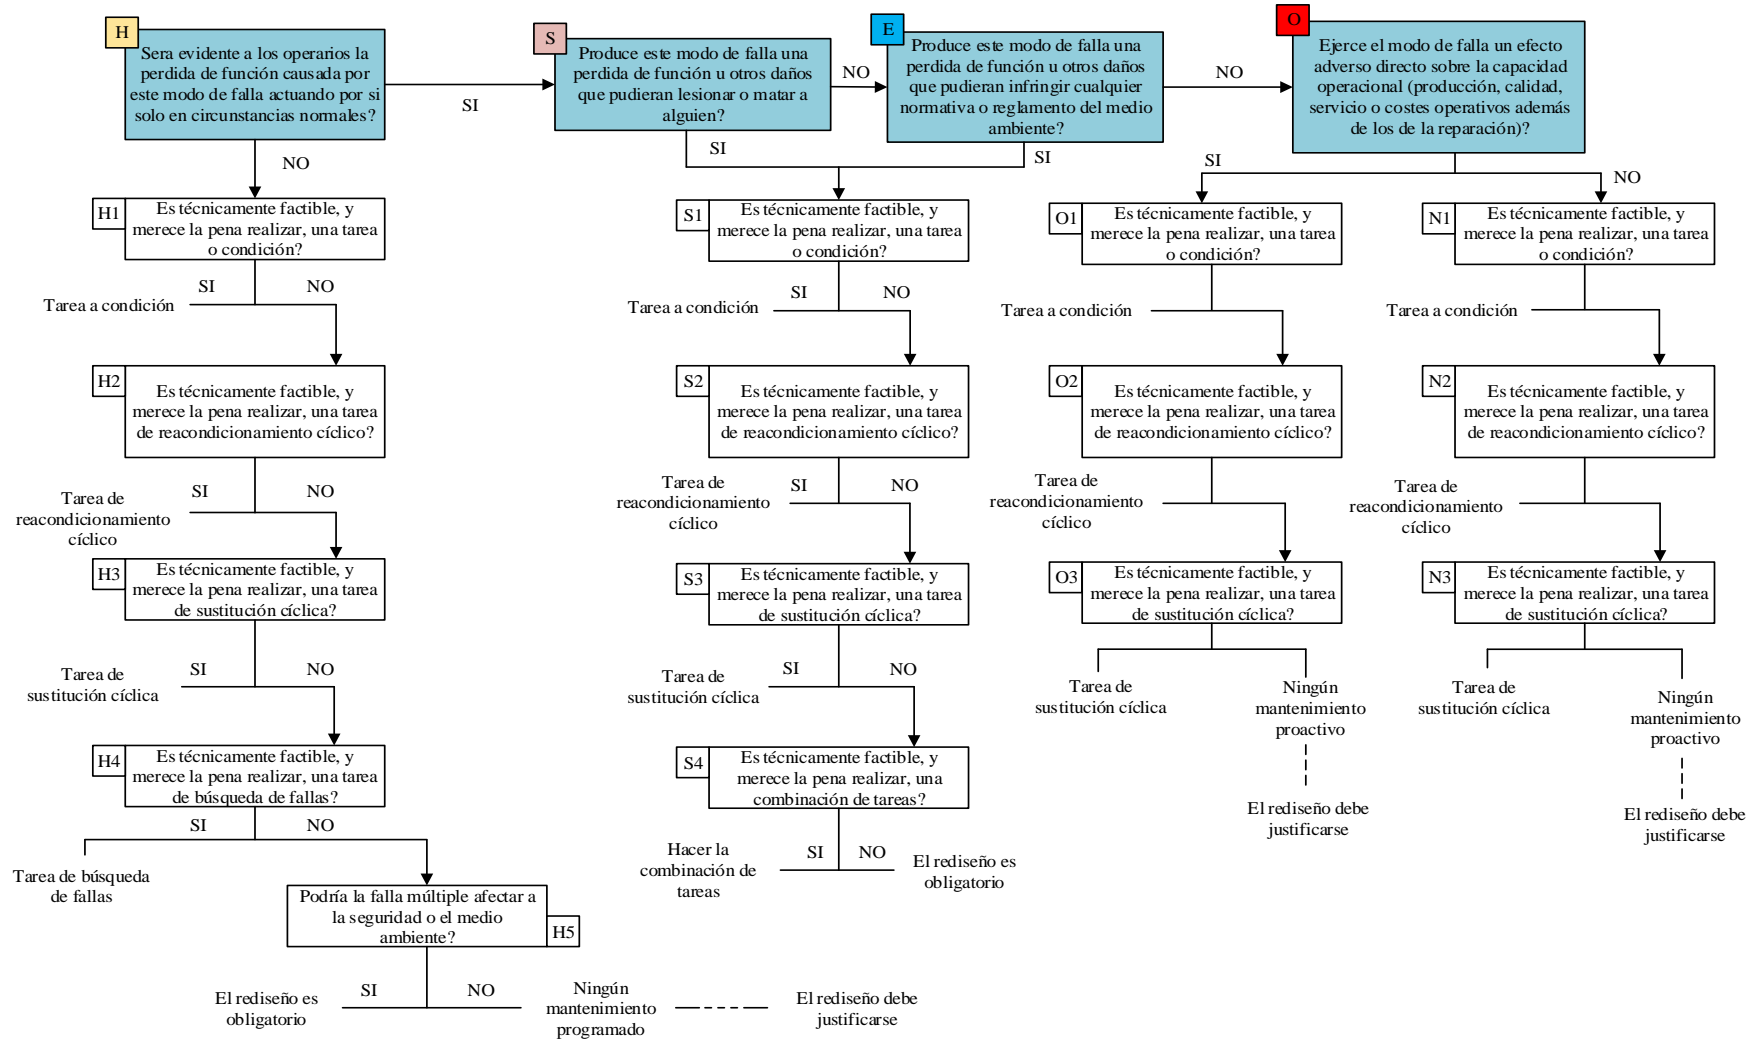 H
Sera evidente a los operarios la
perdida de función causada por
este modo de falla actuando por si
solo en circunstancias normales?
SI
NO
S
Produce este modo de falla una
perdida de función u otros daños
que pudieran lesionar o matar a
alguien?
NO
SI
E
Produce este modo de falla una
perdida de función u otros daños
que pudieran infringir cualquier
normativa o reglamento del medio
ambiente?
NO
SI
O
Ejerce el modo de falla un efecto
adverso directo sobre la capacidad
operacional (producción, calidad,
servicio o costes operativos además
de los de la reparación)?
SI
NO
H1
Es técnicamente factible, y
merece la pena realizar, una tarea
o condición?
SI
NO
Tarea a condición
H2
Es técnicamente factible, y
merece la pena realizar, una tarea
de reacondicionamiento cíclico?
SI
NO
Tarea de
reacondicionamiento
cíclico
H3
Es técnicamente factible, y
merece la pena realizar, una tarea
de sustitución cíclica?
SI
NO
Tarea de
sustitución cíclica
H4
Es técnicamente factible, y
merece la pena realizar, una tarea
de búsqueda de fallas?
SI
NO
Tarea de búsqueda
de fallas
Podría la falla múltiple afectar a
la seguridad o el medio
ambiente?
H5
SI
NO
El rediseño es
obligatorio
Ningún
mantenimiento
programado
El rediseño debe
justificarse
S1
Es técnicamente factible, y
merece la pena realizar, una tarea
o condición?
SI
NO
Tarea a condición
S2
Es técnicamente factible, y
merece la pena realizar, una tarea
de reacondicionamiento cíclico?
SI
NO
Tarea de
reacondicionamiento
cíclico
S3
Es técnicamente factible, y
merece la pena realizar, una tarea
de sustitución cíclica?
SI
NO
Tarea de
sustitución cíclica
S4
Es técnicamente factible, y
merece la pena realizar, una
combinación de tareas?
SI
NO
Hacer la
combinación de
tareas
El rediseño es
obligatorio
O1
Es técnicamente factible, y
merece la pena realizar, una tarea
o condición?
Tarea a condición
O2
Es técnicamente factible, y
merece la pena realizar, una tarea
de reacondicionamiento cíclico?
Tarea de
reacondicionamiento
cíclico
O3
Es técnicamente factible, y
merece la pena realizar, una tarea
de sustitución cíclica?
Tarea de
sustitución cíclica
Ningún
mantenimiento
proactivo
El rediseño debe
justificarse
N1
Es técnicamente factible, y
merece la pena realizar, una tarea
o condición?
Tarea a condición
N2
Es técnicamente factible, y
merece la pena realizar, una tarea
de reacondicionamiento cíclico?
Tarea de
reacondicionamiento
cíclico
N3
Es técnicamente factible, y
merece la pena realizar, una tarea
de sustitución cíclica?
Tarea de
sustitución cíclica
Ningún
mantenimiento
proactivo
El rediseño debe
justificarse